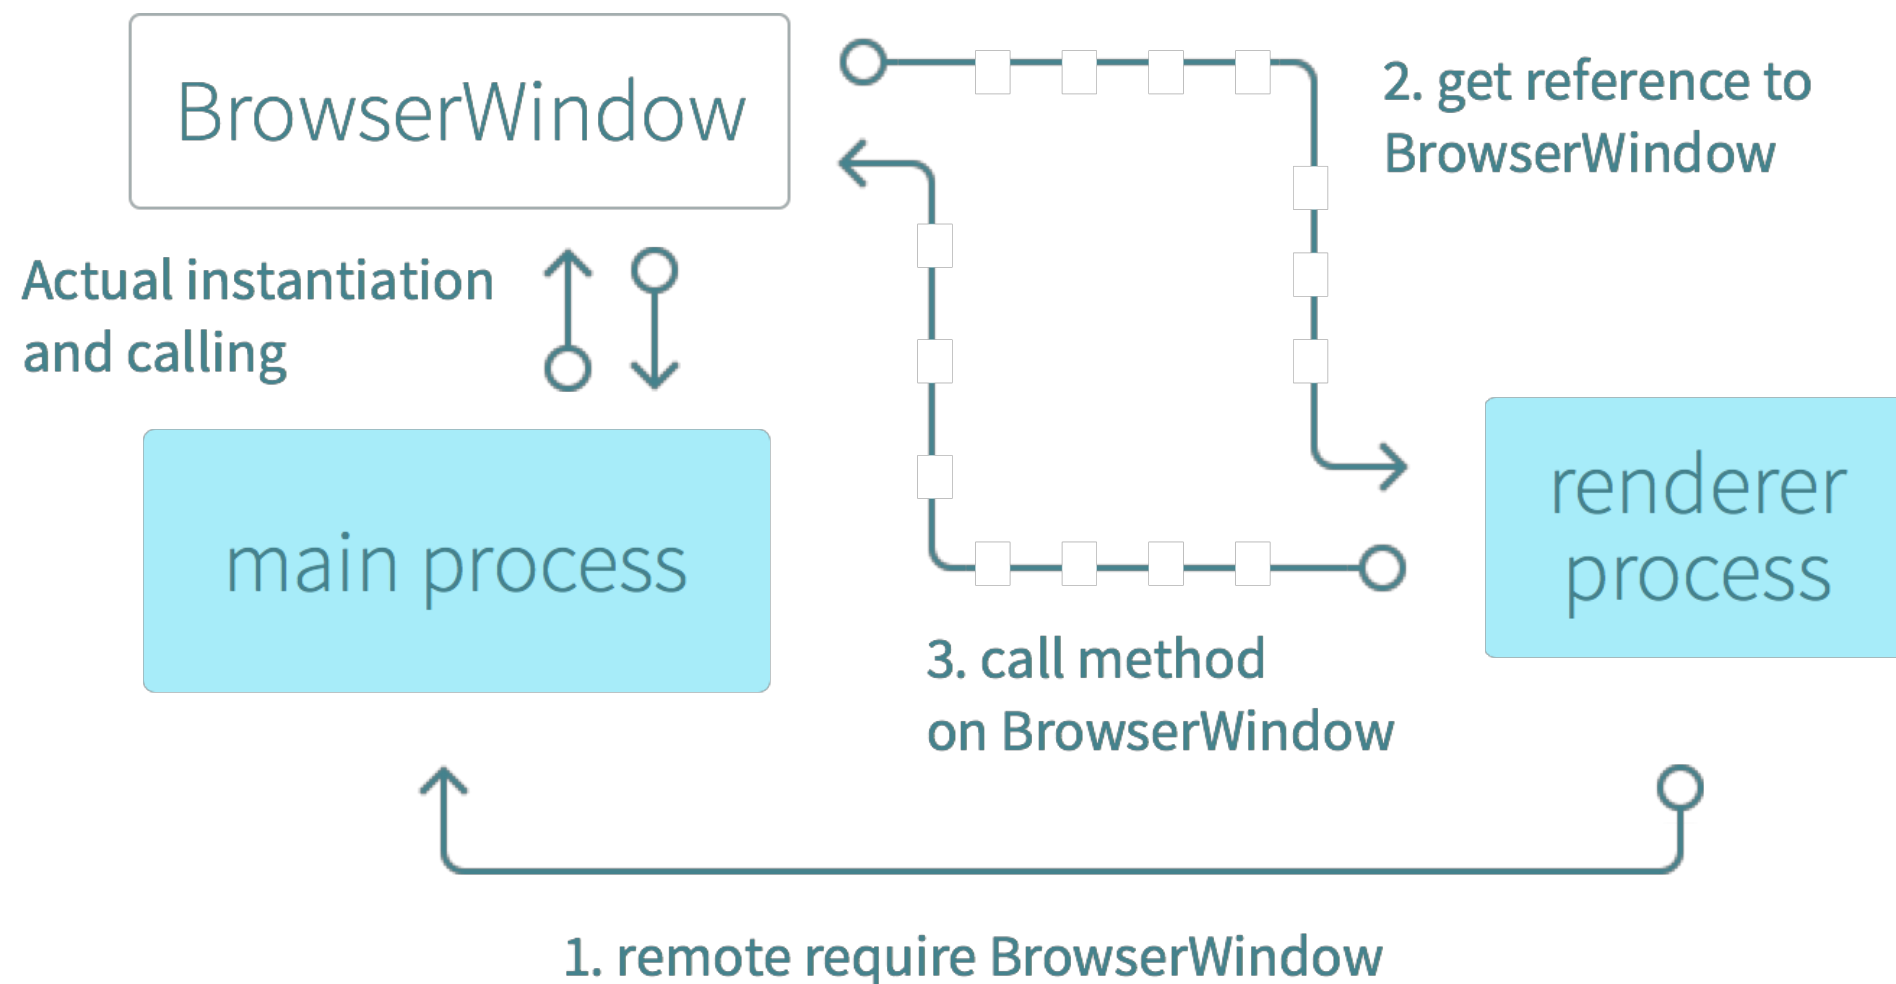 BrowserWindow
2. get reference to
BrowserWindow
Actual instantiation
and calling
main process
renderer
process
3. call method
on BrowserWindow
1. remote require BrowserWindow